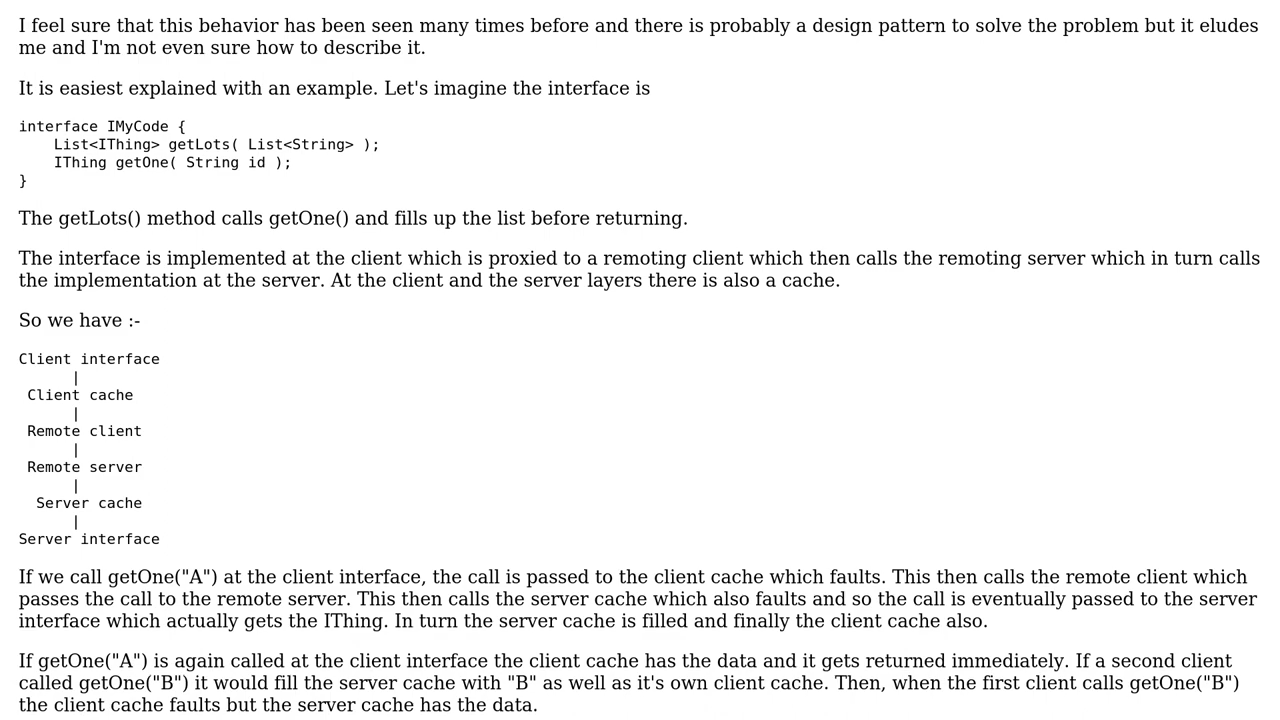 I feel sure that this behavior has been seen many times before and there is probably a design pattern to solve the problem but it eludes
me and I'm not even sure how to describe it.
It is easiest explained with an example. Let's imagine the interface is
interface IMyCode {
    List<IThing> getLots( List<String> );
    IThing getOne( String id );
}
The getLots() method calls getOne() and fills up the list before returning.
The interface is implemented at the client which is proxied to a remoting client which then calls the remoting server which in turn calls
the implementation at the server. At the client and the server layers there is also a cache.
So we have :-
Client interface
      |
 Client cache
      |
 Remote client
      |
 Remote server
      |
  Server cache
      |
Server interface
If we call getOne("A") at the client interface, the call is passed to the client cache which faults. This then calls the remote client which
passes the call to the remote server. This then calls the server cache which also faults and so the call is eventually passed to the server
interface which actually gets the IThing. In turn the server cache is filled and finally the client cache also.
If getOne("A") is again called at the client interface the client cache has the data and it gets returned immediately. If a second client
called getOne("B") it would fill the server cache with "B" as well as it's own client cache. Then, when the first client calls getOne("B")
the client cache faults but the server cache has the data.